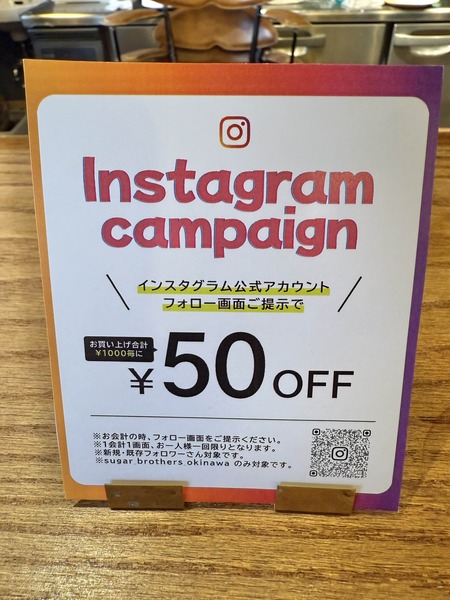 Instagram
campaign
インスタグラム公式アカウント
フォロー画面ご提示で
お買い上げ合計
¥1000毎に
¥50OFF
※お会計の時、フォロー画面をご提示ください。
※1会計1画面、お一人様一回限りとなります。
※新規・既存フォロワーさん対象です。
※sugar_brothers_okinawa のみ対象です。